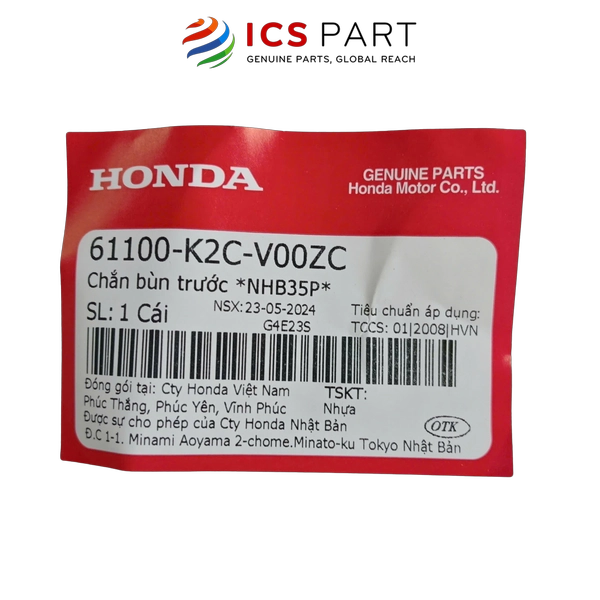 ICS PART
GENUINE PARTS, GLOBAL REACH
HONDA
GENUINE PARTS
Honda Motor Co., Ltd.
61100-K2C-V00ZC
Chắn bùn trước *NHB35P*
SL: 1 Cái
NSX: 23-05-2024
G4E23S
Tiêu chuẩn áp dụng:
TCCS: 01|2008|HVN
Đóng gói tại: Cty Honda Việt Nam
Phúc Thắng, Phúc Yên, Vĩnh Phúc
TSKT:
Nhựa
Được sự cho phép của Cty Honda Nhật Bản
Đ.C 1-1. Minami Aoyama 2-chome.Minato-ku Tokyo Nhật Bản
OTK